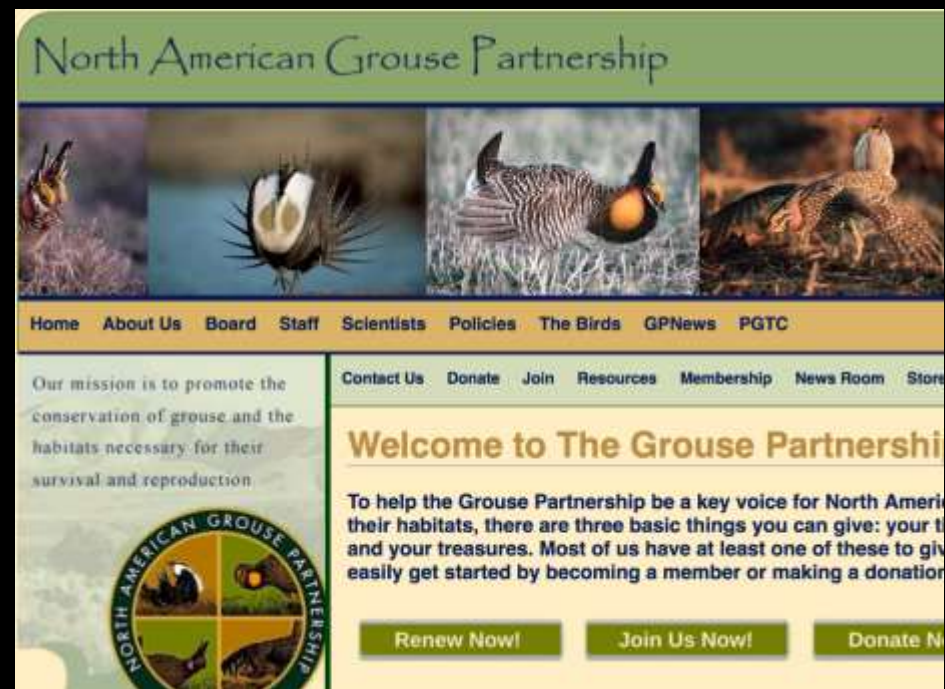 North American Grouse Partnership
Home About Us Board Staff Scientists Policies The Birds GPNews PGTC
Contact Us Donate Join Resources Membership News Room Store
Our mission is to promote the
conservation of grouse and the
habitats necessary for their
survival and reproduction
NORTH AMERICAN GROUSE PARTNERSHIP
Welcome to The Grouse Partnershi
To help the Grouse Partnership be a key voice for North Ameri
their habitats, there are three basic things you can give: your t
and your treasures. Most of us have at least one of these to giv
easily get started by becoming a member or making a donation
Renew Now! Join Us Now! Donate N